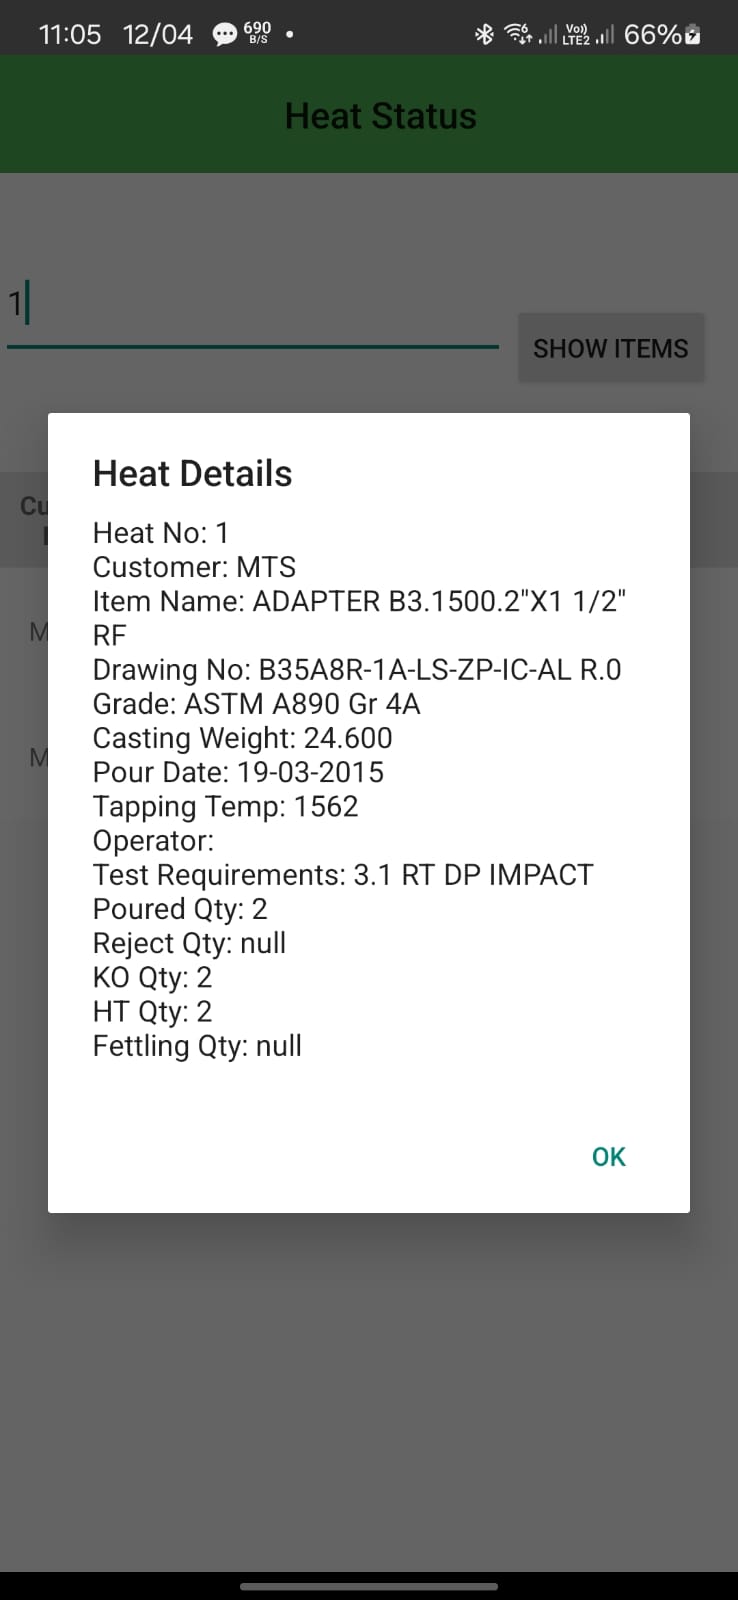 11:05 12/04 690 B/S Vo)) LTE2 66%
Heat Status
1
SHOW ITEMS
Cu
Heat Details
Heat No: 1
Customer: MTS
Item Name: ADAPTER B3.1500.2"X1 1/2"
RF
Drawing No: B35A8R-1A-LS-ZP-IC-AL R.0
Grade: ASTM A890 Gr 4A
Casting Weight: 24.600
Pour Date: 19-03-2015
Tapping Temp: 1562
Operator:
Test Requirements: 3.1 RT DP IMPACT
Poured Qty: 2
Reject Qty: null
KO Qty: 2
HT Qty: 2
Fettling Qty: null
M
M
OK